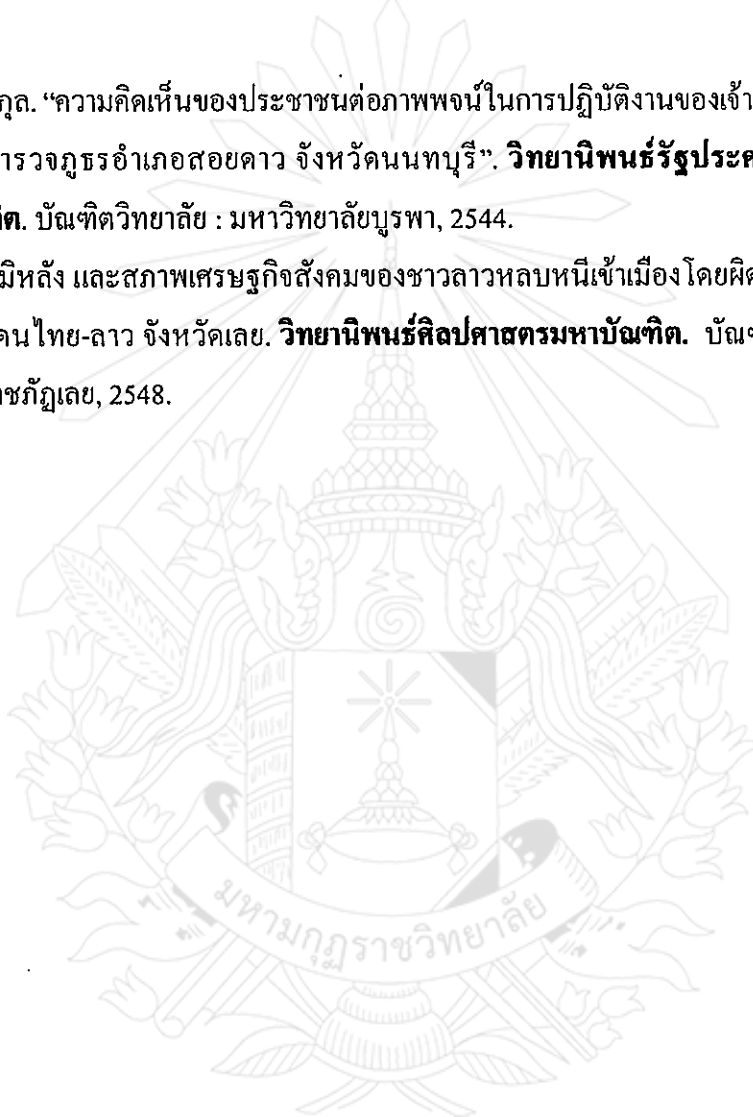 กุล. “ความคิดเห็นของประชาชนต่อภาพพจน์ในการปฏิบัติงานของเจ้า
ารวจภูธรอำเภอสอยดาว จังหวัดนนทบุรี”. วิทยานิพนธ์รัฐประศ
ิต. บัณฑิตวิทยาลัย : มหาวิทยาลัยบูรพา, 2544.
มิหลัง และสภาพเศรษฐกิจสังคมของชาวลาวหลบหนีเข้าเมืองโดยผิด
ดนไทย-ลาว จังหวัดเลย. วิทยานิพนธ์ศิลปศาสตรมหาบัณฑิต. บัณฑ
าชภัฏเลย, 2548.
มหามกุฏราชวิทยาลัย